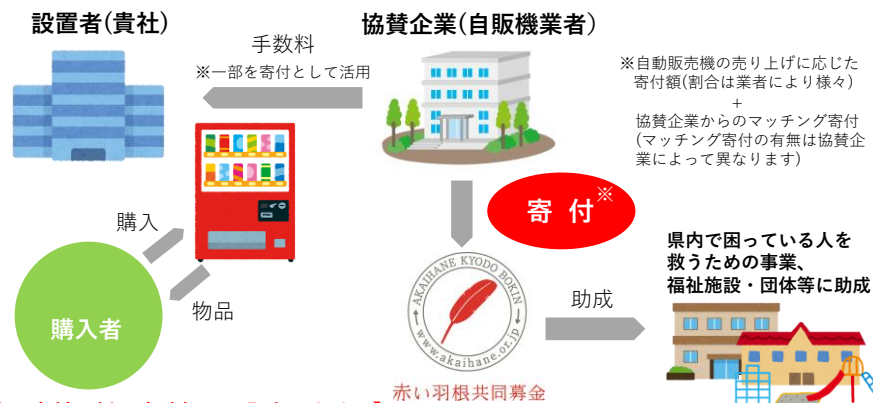 設置者(貴社)
手数料
※一部を寄付として活用
協賛企業(自販機業者)
※自動販売機の売り上げに応じた
寄付額(割合は業者により様々)
+
協賛企業からのマッチング寄付
(マッチング寄付の有無は協賛企
業によって異なります)
寄 付※
購入
物品
購入者
AKAIHANE KYODO BOKIN
www.akaihane.or.jp
赤い羽根共同募金
助成
県内で困っている人を
救うための事業、
福祉施設・団体等に助成